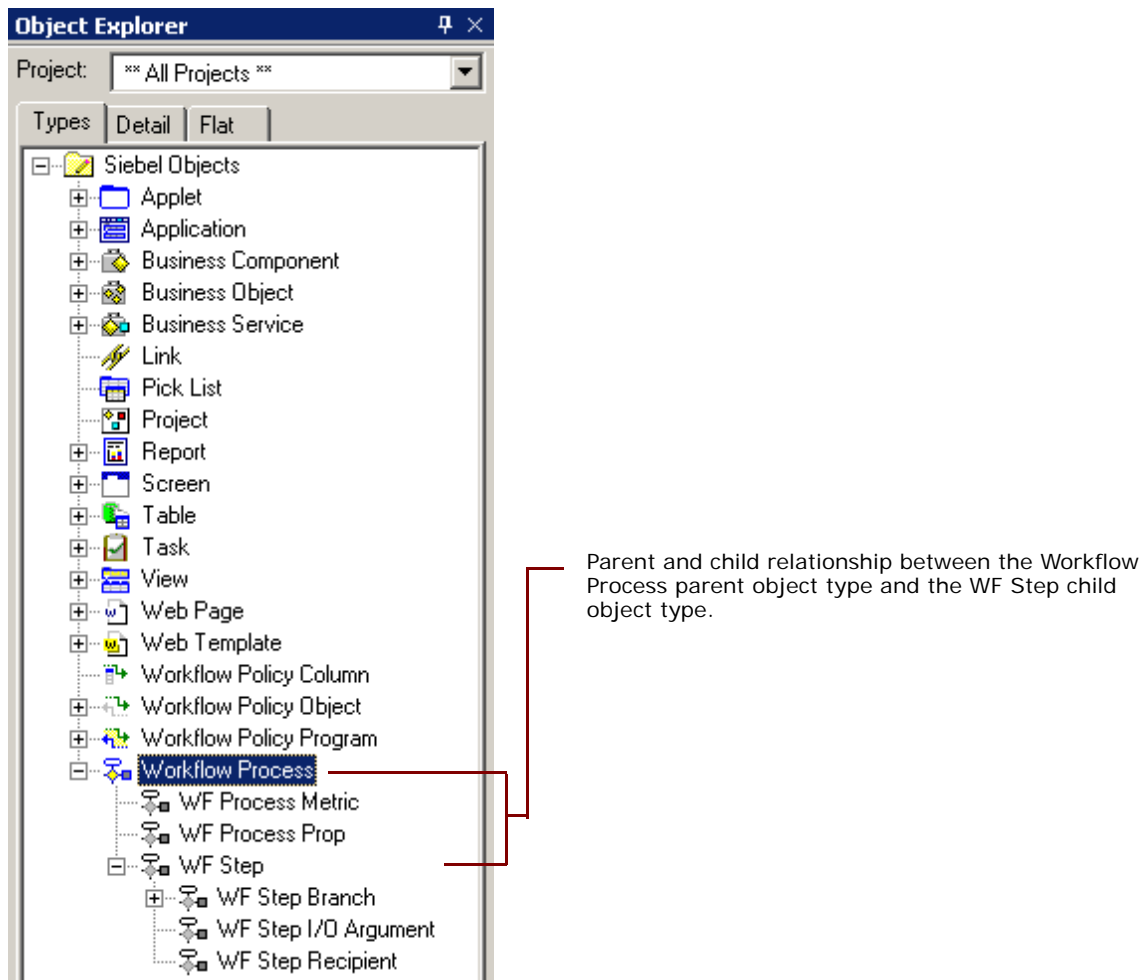 Object Explorer
Project: ** All Projects **
Types Detail Flat
Siebel Objects
Applet
Application
Business Component
Business Object
Business Service
Link
Pick List
Project
Report
Screen
Table
Task
View
Web Page
Web Template
Workflow Policy Column
Workflow Policy Object
Workflow Policy Program
Workflow Process
WF Process Metric
WF Process Prop
WF Step
WF Step Branch
WF Step I/O Argument
WF Step Recipient
Parent and child relationship between the Workflow
Process parent object type and the WF Step child
object type.